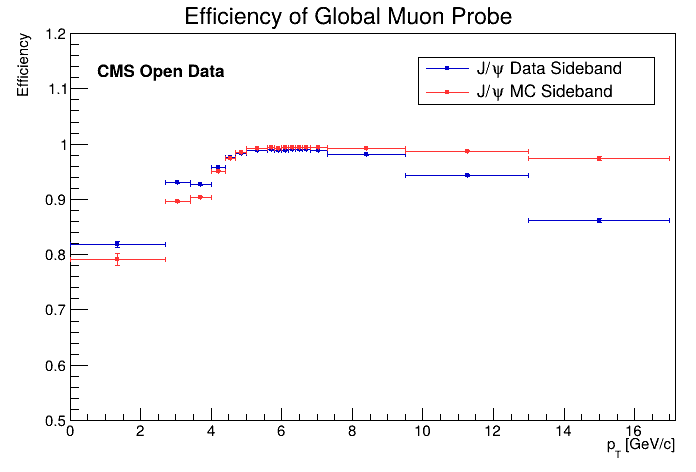 Efficiency of Global Muon Probe
Efficiency
1.2
1.1
1
0.9
0.8
0.7
0.6
0.5
CMS Open Data
J/ψ Data Sideband
J/ψ MC Sideband
0 2 4 6 8 10 12 14 16
p_T [GeV/c]